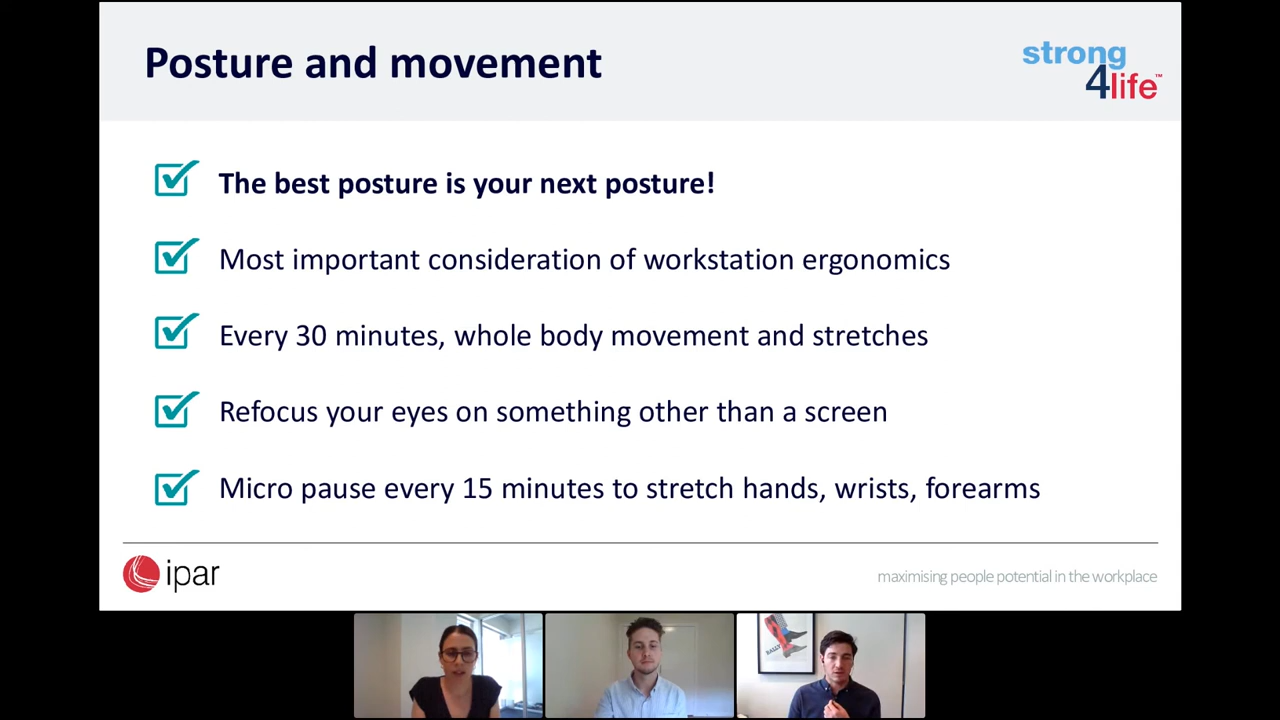 Posture and movement
strong
4life™
The best posture is your next posture!
Most important consideration of workstation ergonomics
Every 30 minutes, whole body movement and stretches
Refocus your eyes on something other than a screen
Micro pause every 15 minutes to stretch hands, wrists, forearms
ipar
maximising people potential in the workplace
BALLY